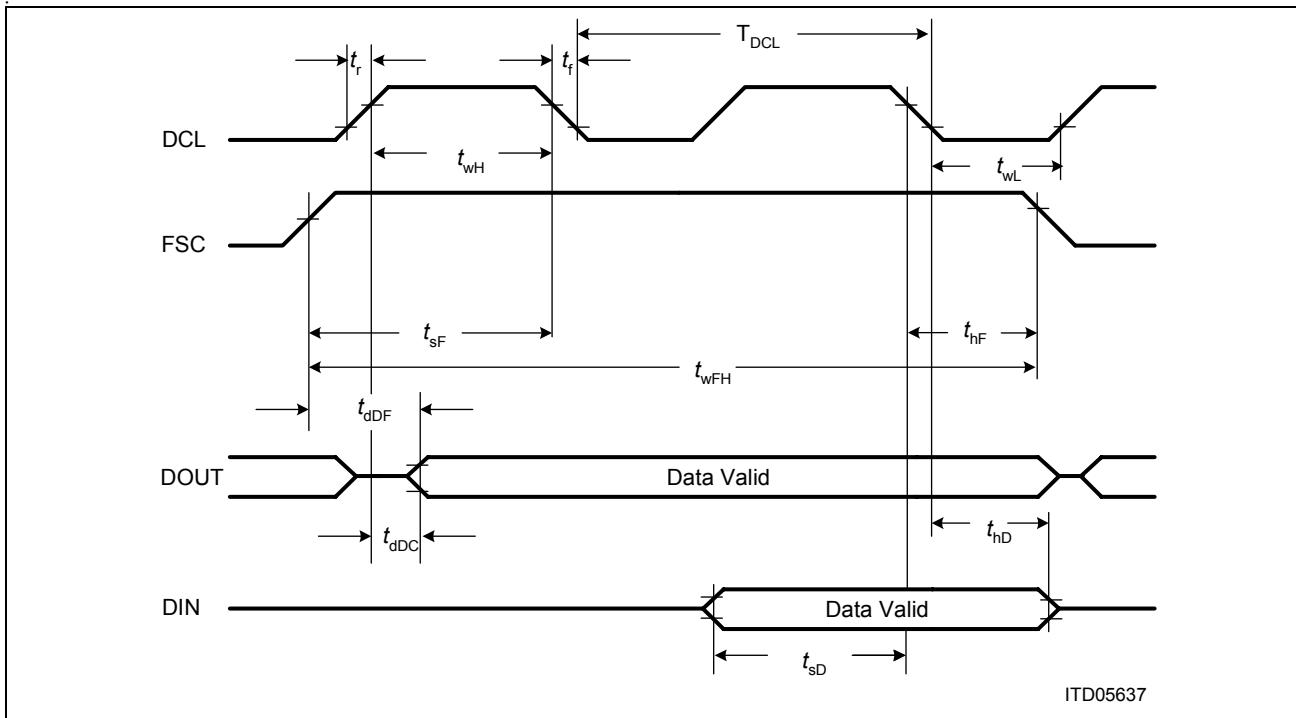 T_DCL
t_r
t_f
DCL
t_wH
t_wL
FSC
t_sF
t_hF
t_wFH
t_dDF
DOUT
Data Valid
t_dDC
t_hD
DIN
Data Valid
t_sD
ITD05637